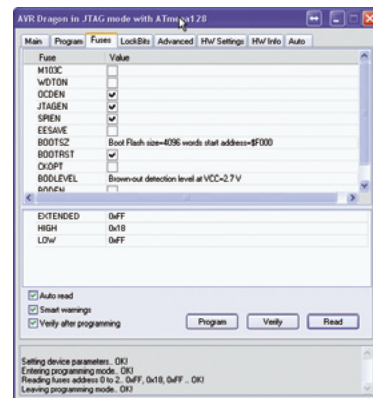 AVR Dragon in JTAG mode with ATmega128
Main Program Fuses LockBits Advanced HW Settings HW Info Auto
Fuse Value
M103C
WDTON
OCDEN
JTAGEN
SPIEN
EESAVE
BOOTSZ Boot Flash size=4096 words start address=$F000
BOOTRST
CKOPT
BODLEVEL Brown-out detection level at VCC=2.7 V
BODEN
EXTENDED 0xFF
HIGH 0x18
LOW 0xFF
Auto read
Smart warnings
Verify after programming Program Verify Read
Setting device parameters.. OK!
Entering programming mode.. OK!
Reading fuses address 0 to 2.. 0xFF, 0x18, 0xFF .. OK!
Leaving programming mode.. OK!